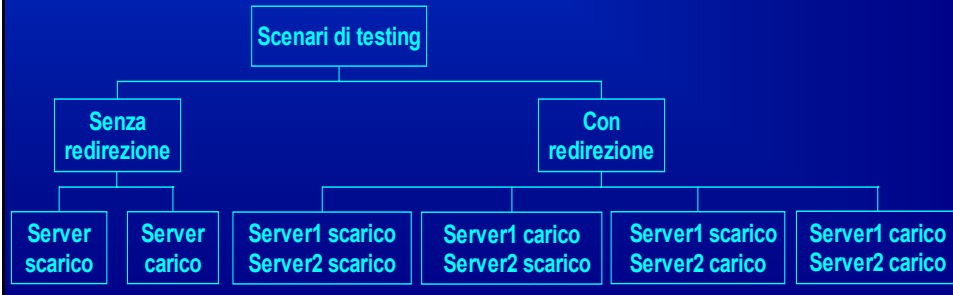 Scenari di testing
Senza
redirezione
Con
redirezione
Server
scarico
Server
carico
Server1 scarico
Server2 scarico
Server1 carico
Server2 scarico
Server1 scarico
Server2 carico
Server1 carico
Server2 carico